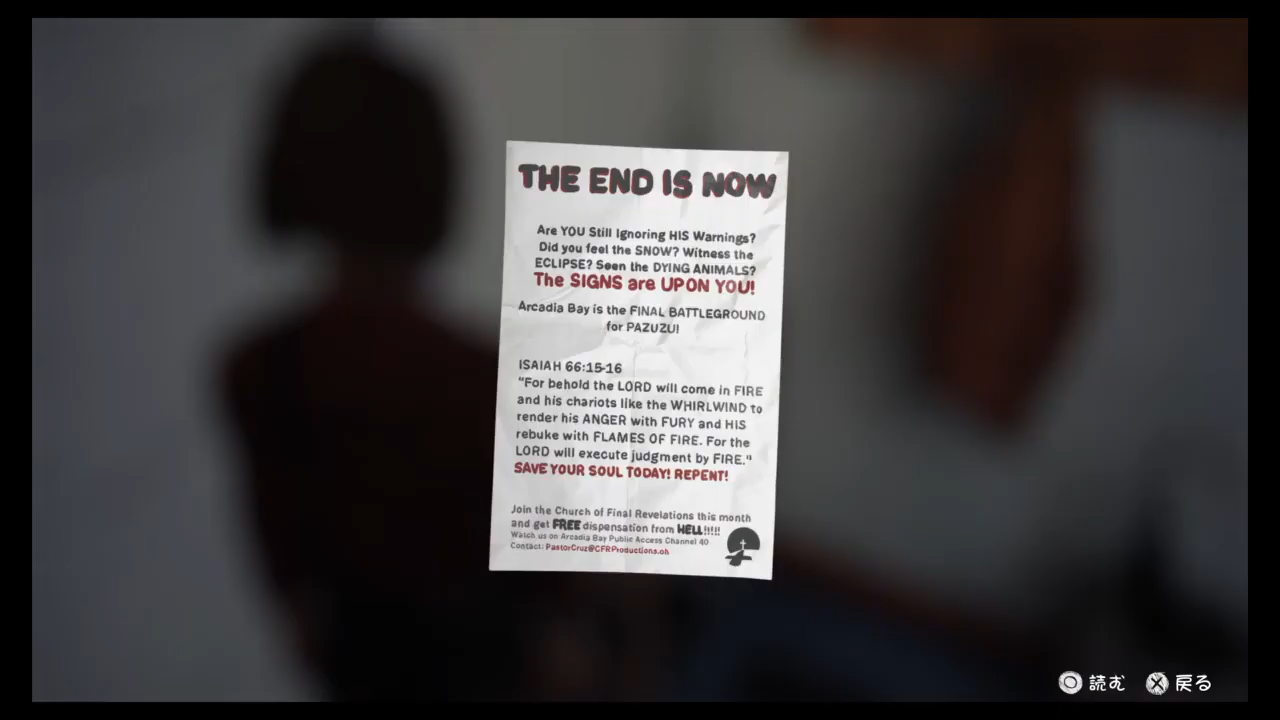 THE END IS NOW
Are YOU Still Ignoring HIS Warnings?
Did you feel the SNOW? Witness the
ECLIPSE? Seen the DYING ANIMALS?
The SIGNS are UPON YOU!
Arcadia Bay is the FINAL BATTLEGROUND
for PAZUZU!
ISAIAH 66:15-16
"For behold the LORD will come in FIRE
and his chariots like the WHIRLWIND to
render his ANGER with FURY and HIS
rebuke with FLAMES OF FIRE. For the
LORD will execute judgment by FIRE."
SAVE YOUR SOUL TODAY! REPENT!
Join the Church of Final Revelations this month
and get FREE dispensation from HELL!!!!!
Watch us on Arcadia Bay Public Access Channel 40
Contact: PastorCruz@CFRProductions.oh
読む 戻る